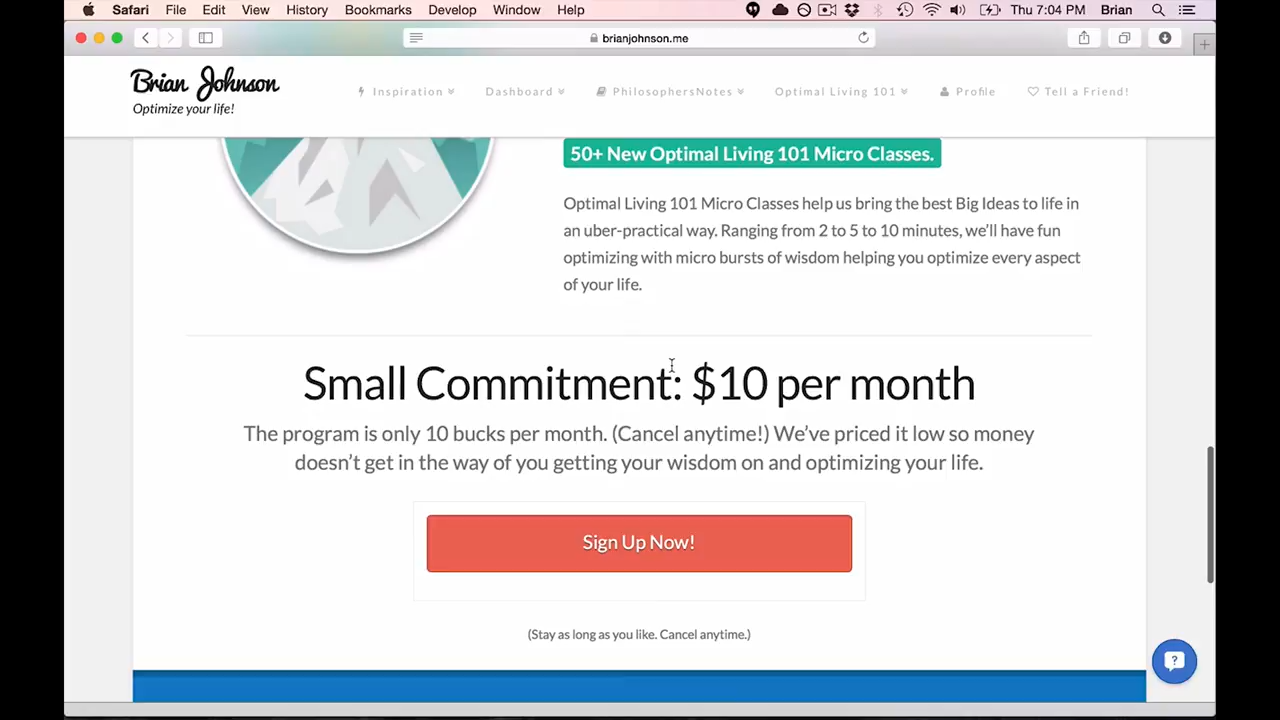 Safari File Edit View History Bookmarks Develop Window Help Thu 7:04 PM Brian
brianjohnson.me
Brian Johnson
Optimize your life!
Inspiration Dashboard PhilosophersNotes Optimal Living 101 Profile Tell a Friend!
50+ New Optimal Living 101 Micro Classes.
Optimal Living 101 Micro Classes help us bring the best Big Ideas to life in
an uber-practical way. Ranging from 2 to 5 to 10 minutes, we’ll have fun
optimizing with micro bursts of wisdom helping you optimize every aspect
of your life.
Small Commitment: $10 per month
The program is only 10 bucks per month. (Cancel anytime!) We’ve priced it low so money
doesn’t get in the way of you getting your wisdom on and optimizing your life.
Sign Up Now!
(Stay as long as you like. Cancel anytime.)
?